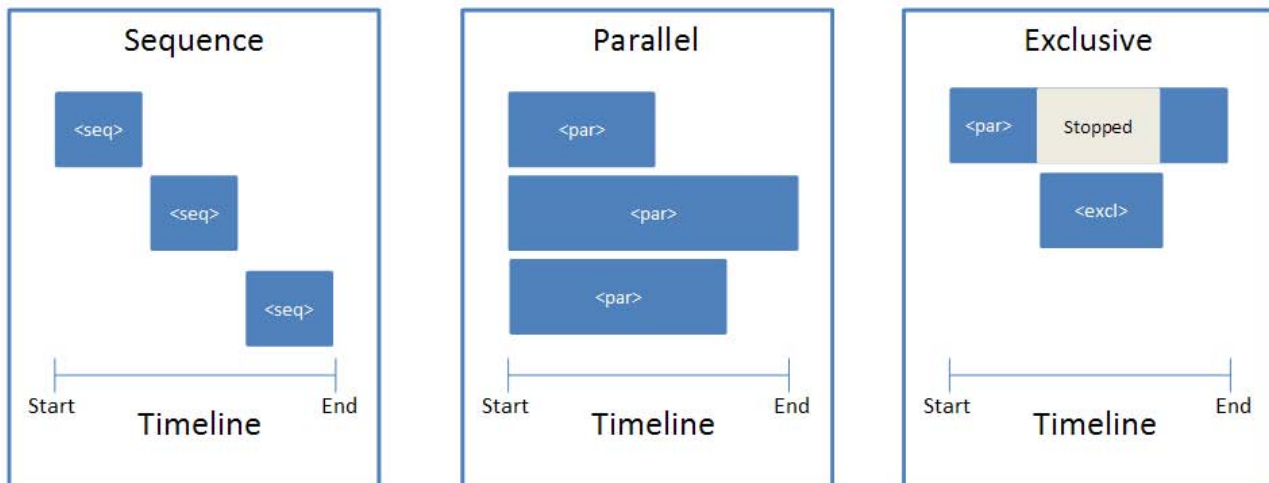 Sequence
<seq>
<seq>
<seq>
Start
End
Timeline
Parallel
<par>
<par>
<par>
Start
End
Timeline
Exclusive
<par>
Stopped
<excl>
Start
End
Timeline